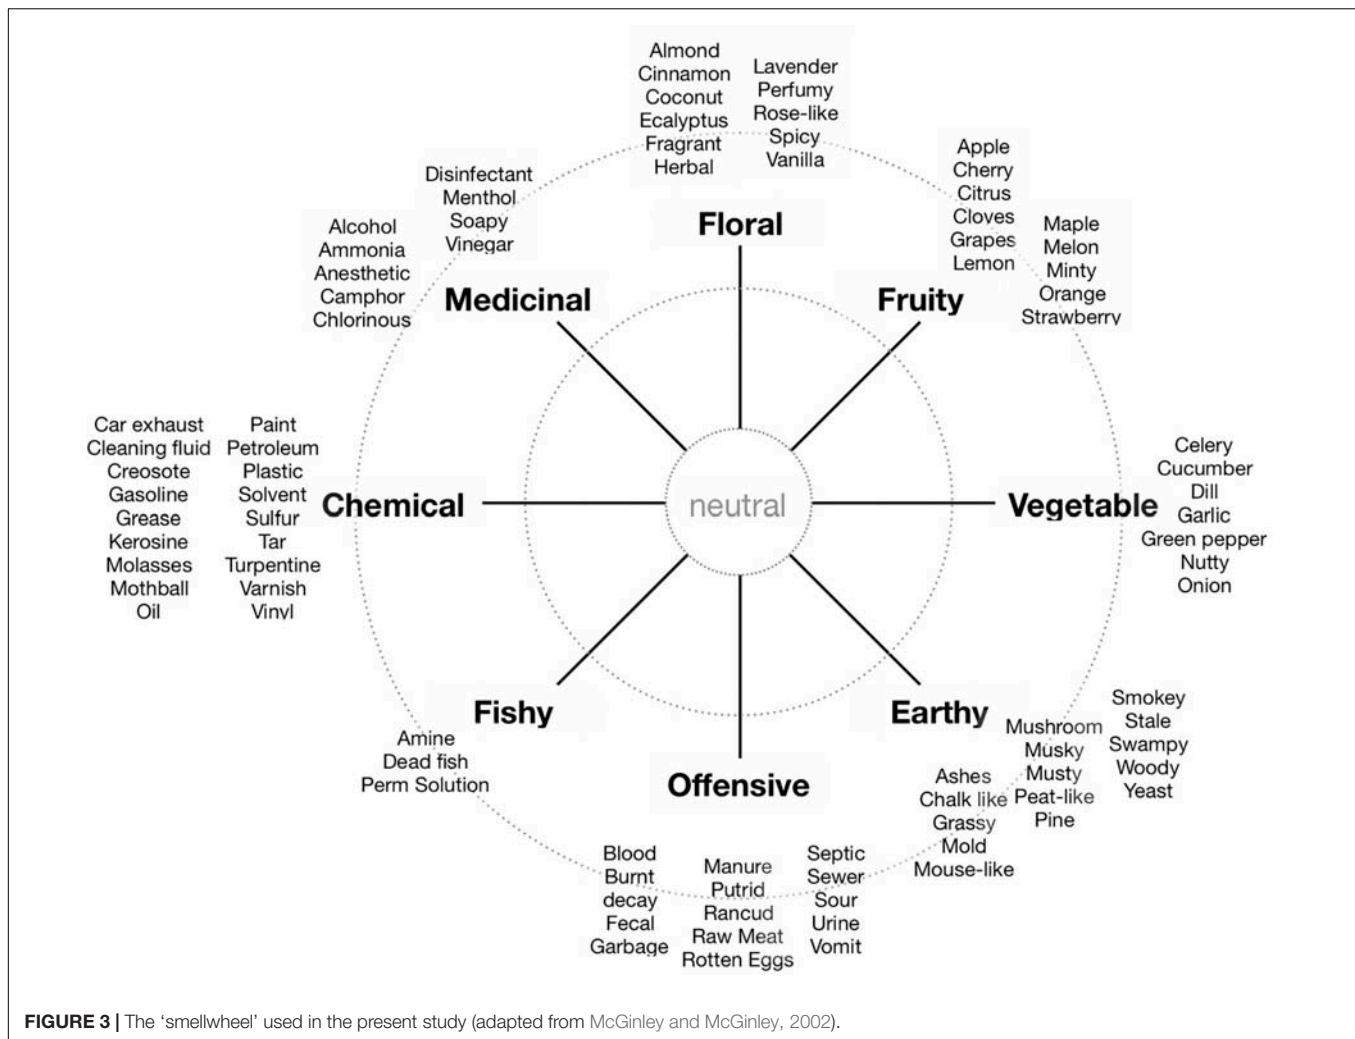 Almond
Cinnamon
Coconut
Ecalyptus
Fragrant
Herbal
Lavender
Perfumy
Rose-like
Spicy
Vanilla
Floral
Apple
Cherry
Citrus
Cloves
Grapes
Lemon
Maple
Melon
Minty
Orange
Strawberry
Fruity
Disinfectant
Menthol
Soapy
Vinegar
Alcohol
Ammonia
Anesthetic
Camphor
Chlorinous
Medicinal
Car exhaust
Cleaning fluid
Creosote
Gasoline
Grease
Kerosine
Molasses
Mothball
Oil
Paint
Petroleum
Plastic
Solvent
Sulfur
Tar
Turpentine
Varnish
Vinyl
Chemical
neutral
Vegetable
Celery
Cucumber
Dill
Garlic
Green pepper
Nutty
Onion
Fishy
Amine
Dead fish
Perm Solution
Offensive
Blood
Burnt
decay
Fecal
Garbage
Manure
Putrid
Rancud
Raw Meat
Rotten Eggs
Septic
Sewer
Sour
Urine
Vomit
Earthy
Ashes
Chalk like
Grassy
Mold
Mouse-like
Mushroom
Musky
Musty
Peat-like
Pine
Smokey
Stale
Swampy
Woody
Yeast
FIGURE 3 | The ‘smellwheel’ used in the present study (adapted from McGinley and McGinley, 2002).